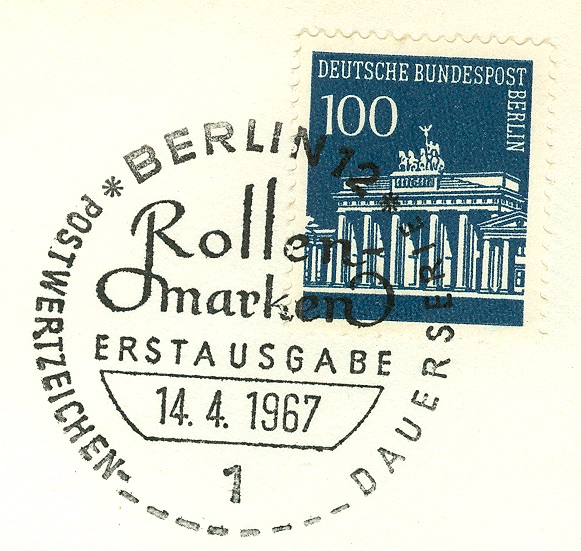 DEUTSCHE BUNDESPOST
BERLIN
100
* BERLIN 12 *
Rollen-
marken
ERSTAUSGABE
14. 4. 1967
1
POSTWERTZEICHEN-
DAUERSERIE